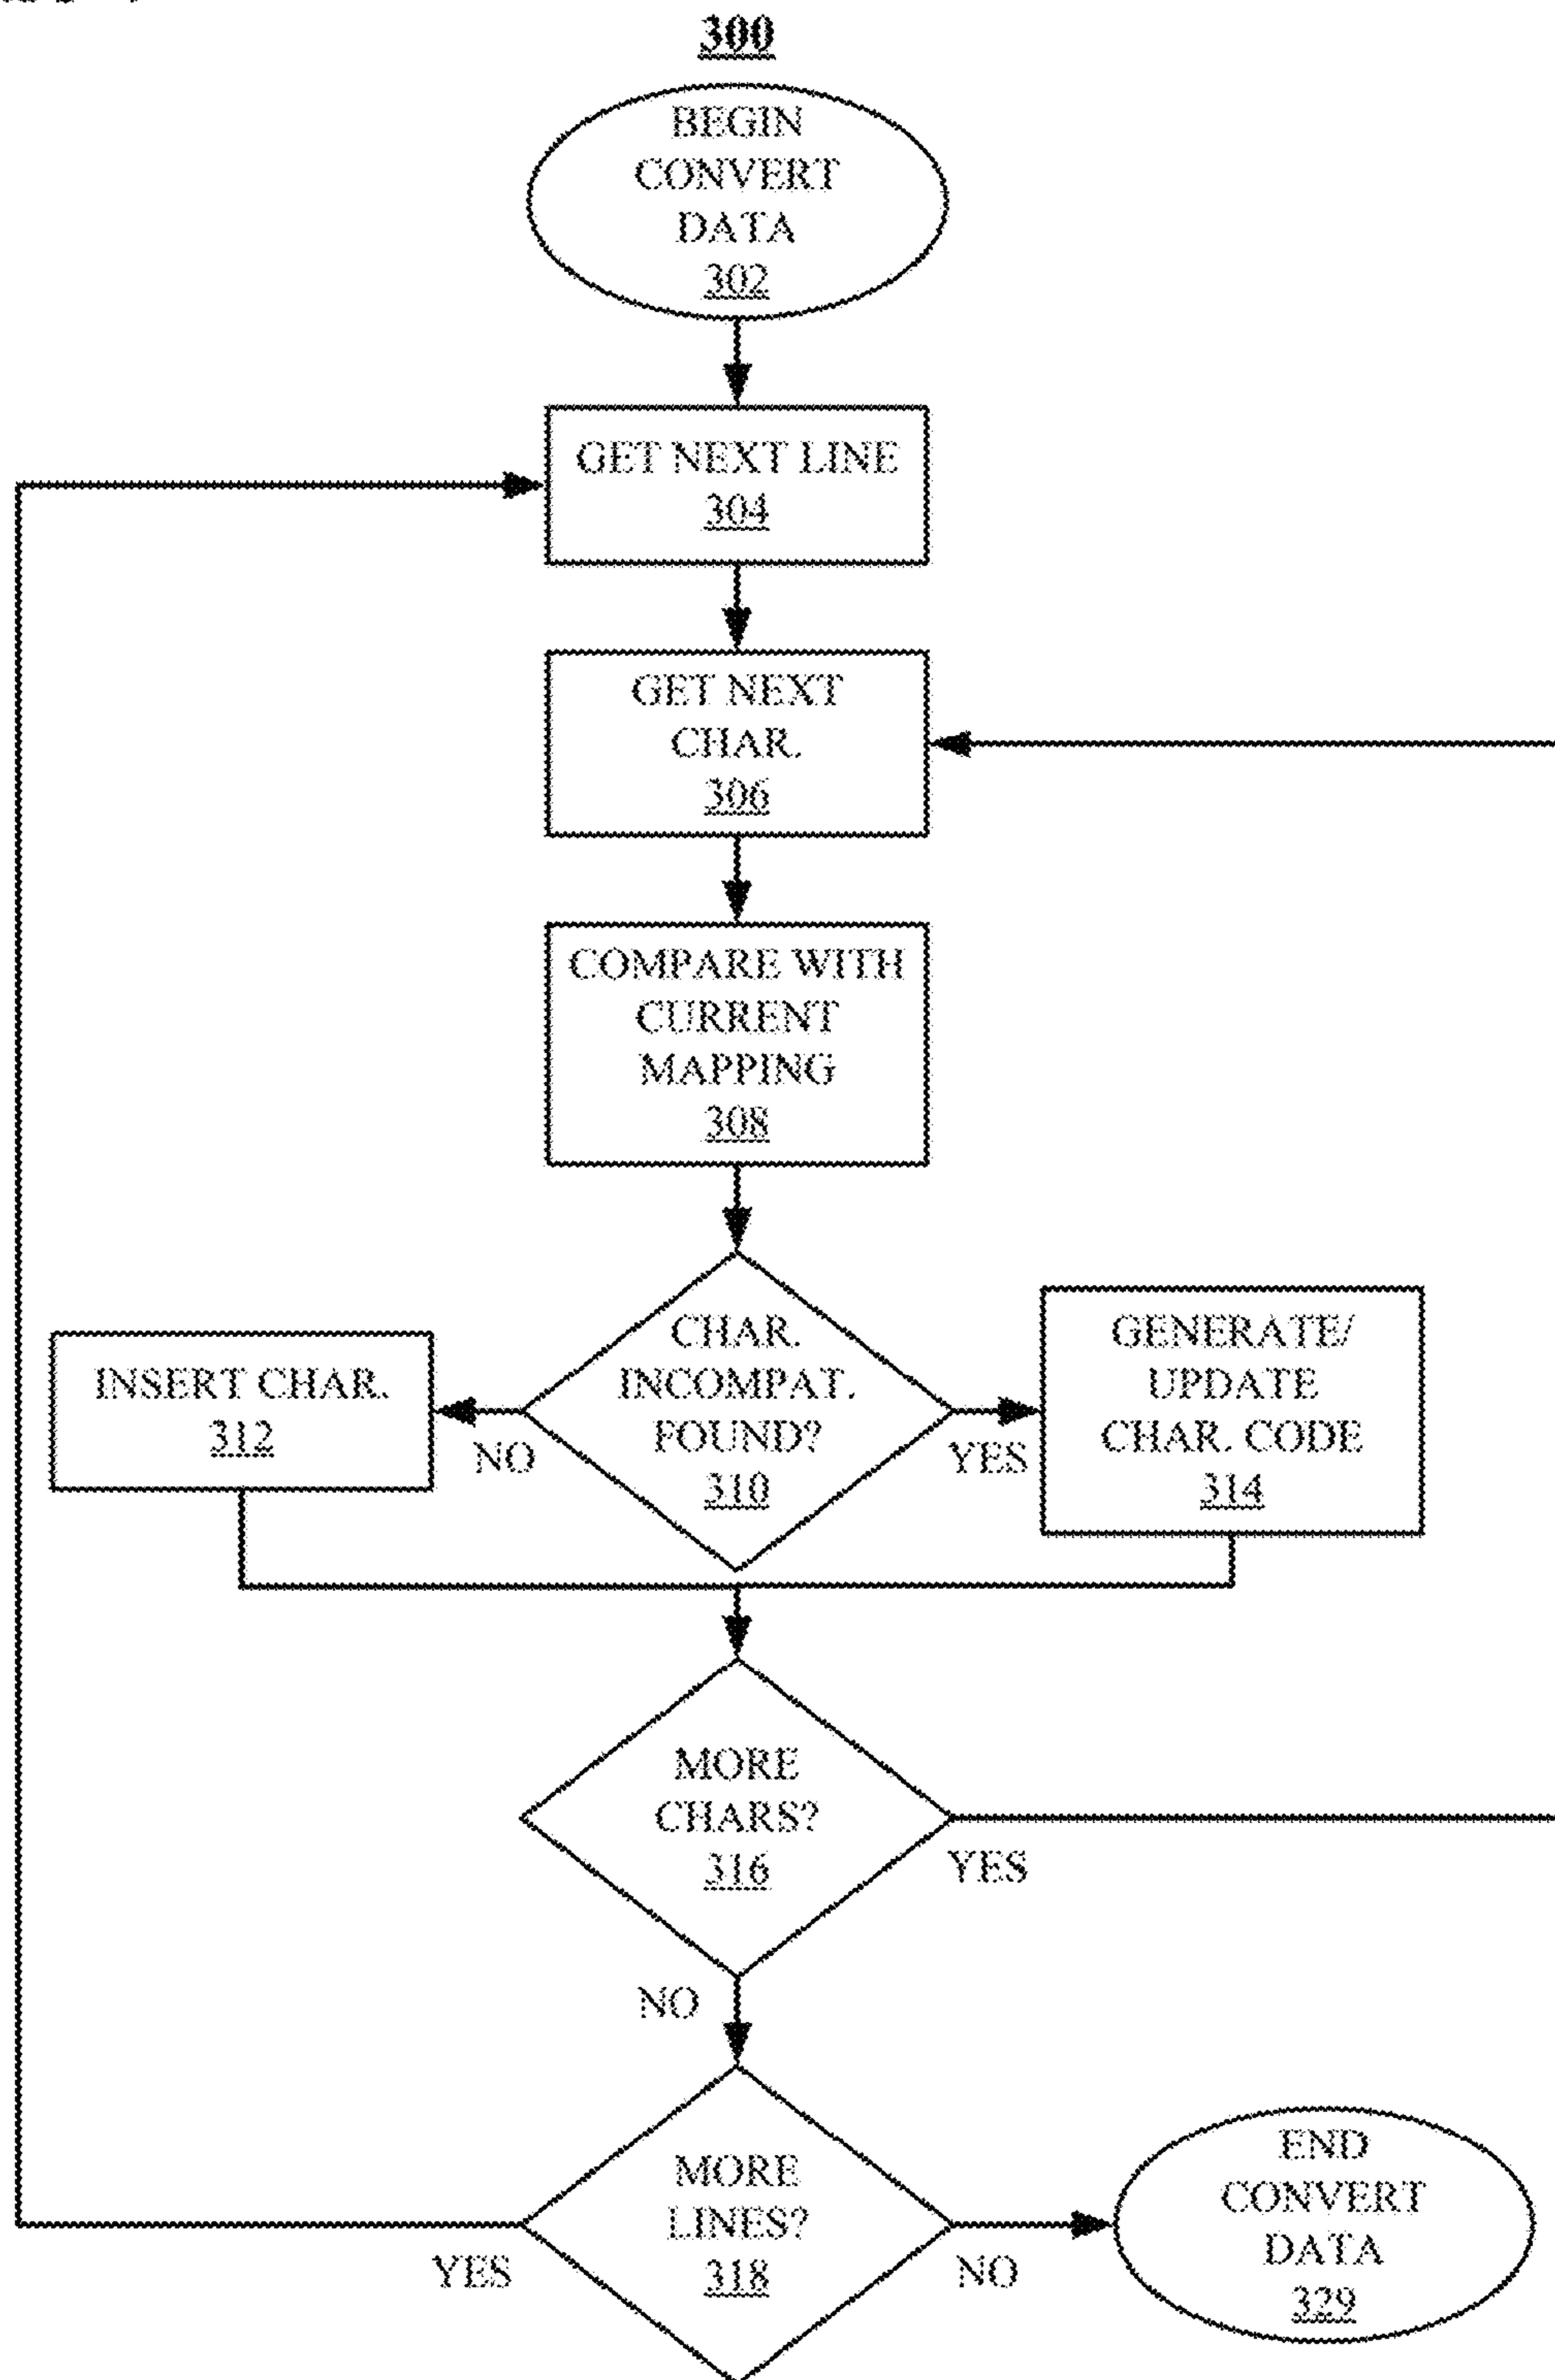 300
BEGIN
CONVERT
DATA
302
GET NEXT LINE
304
GET NEXT
CHAR.
306
COMPARE WITH
CURRENT
MAPPING
308
CHAR.
INCOMPAT.
FOUND?
310
NO
YES
INSERT CHAR.
312
GENERATE/
UPDATE
CHAR. CODE
314
MORE
CHARS?
316
YES
NO
MORE
LINES?
318
YES
NO
END
CONVERT
DATA
329